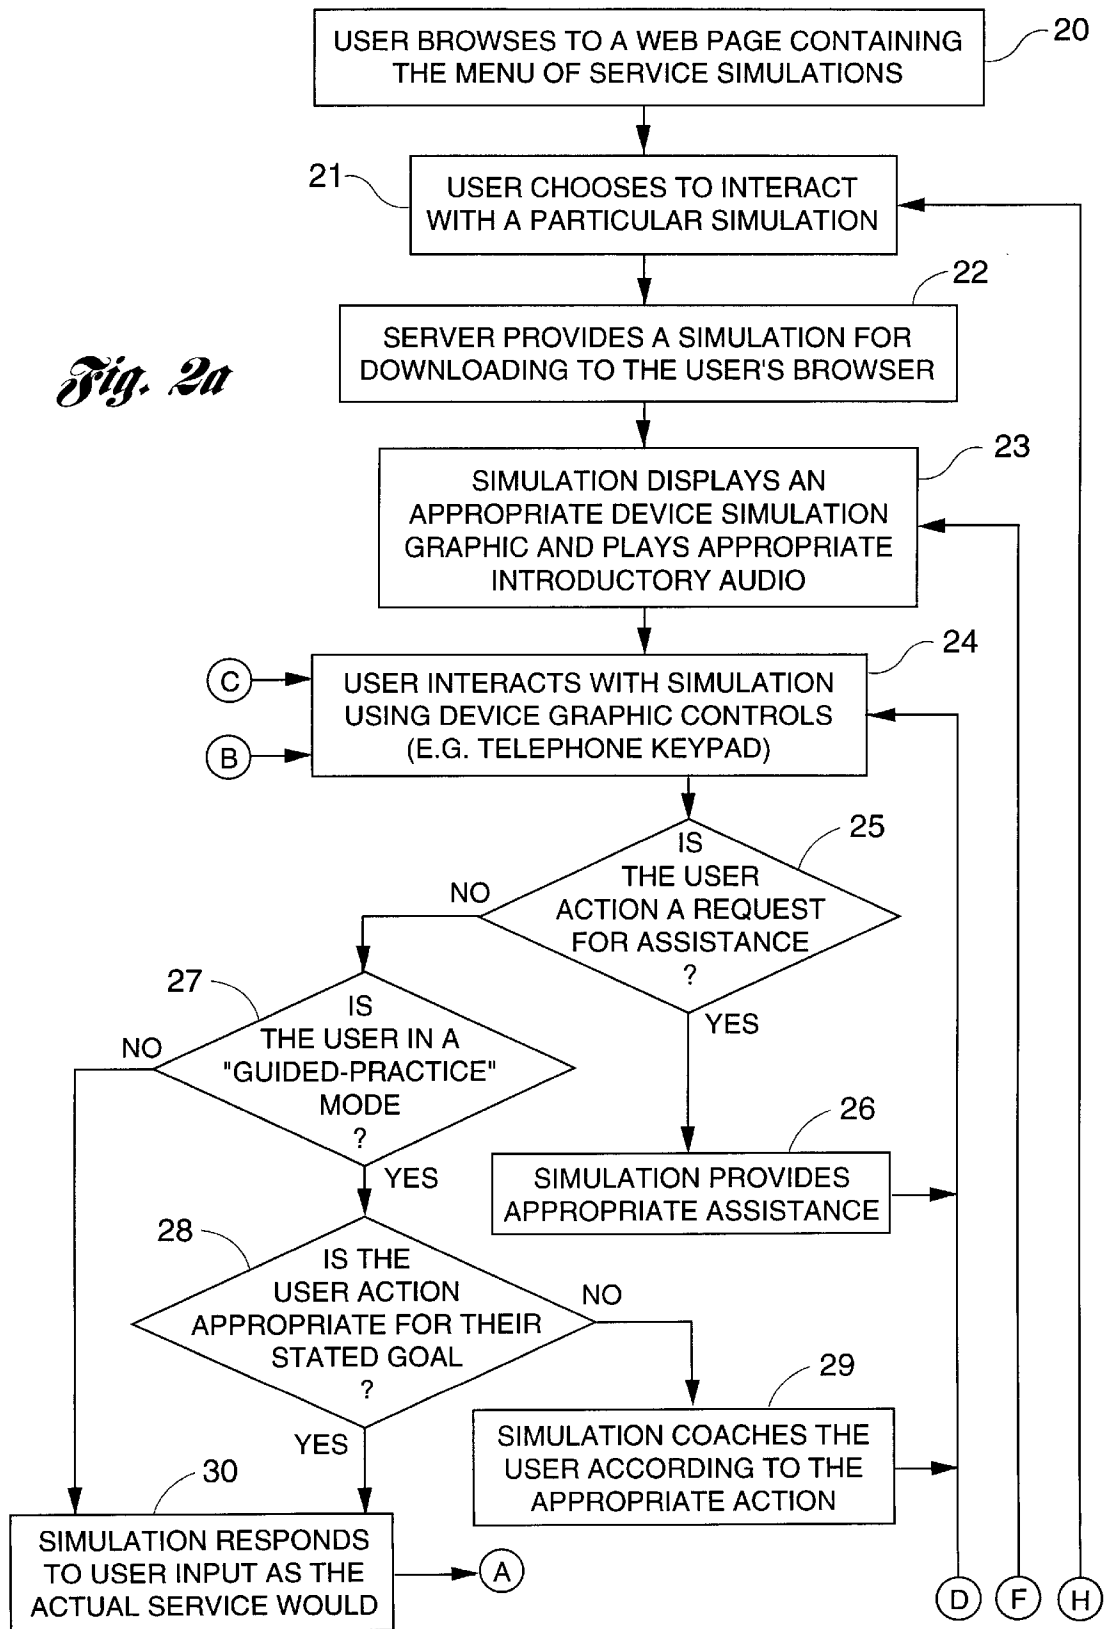 USER BROWSES TO A WEB PAGE CONTAINING
THE MENU OF SERVICE SIMULATIONS
20
21
USER CHOOSES TO INTERACT
WITH A PARTICULAR SIMULATION
22
SERVER PROVIDES A SIMULATION FOR
DOWNLOADING TO THE USER'S BROWSER
Fig. 2a
23
SIMULATION DISPLAYS AN
APPROPRIATE DEVICE SIMULATION
GRAPHIC AND PLAYS APPROPRIATE
INTRODUCTORY AUDIO
24
C
B
USER INTERACTS WITH SIMULATION
USING DEVICE GRAPHIC CONTROLS
(E.G. TELEPHONE KEYPAD)
25
IS
THE USER
ACTION A REQUEST
FOR ASSISTANCE
?
NO
YES
27
IS
THE USER IN A
"GUIDED-PRACTICE"
MODE
?
NO
YES
26
SIMULATION PROVIDES
APPROPRIATE ASSISTANCE
28
IS THE
USER ACTION
APPROPRIATE FOR THEIR
STATED GOAL
?
NO
YES
29
SIMULATION COACHES THE
USER ACCORDING TO THE
APPROPRIATE ACTION
30
SIMULATION RESPONDS
TO USER INPUT AS THE
ACTUAL SERVICE WOULD
A
D
F
H